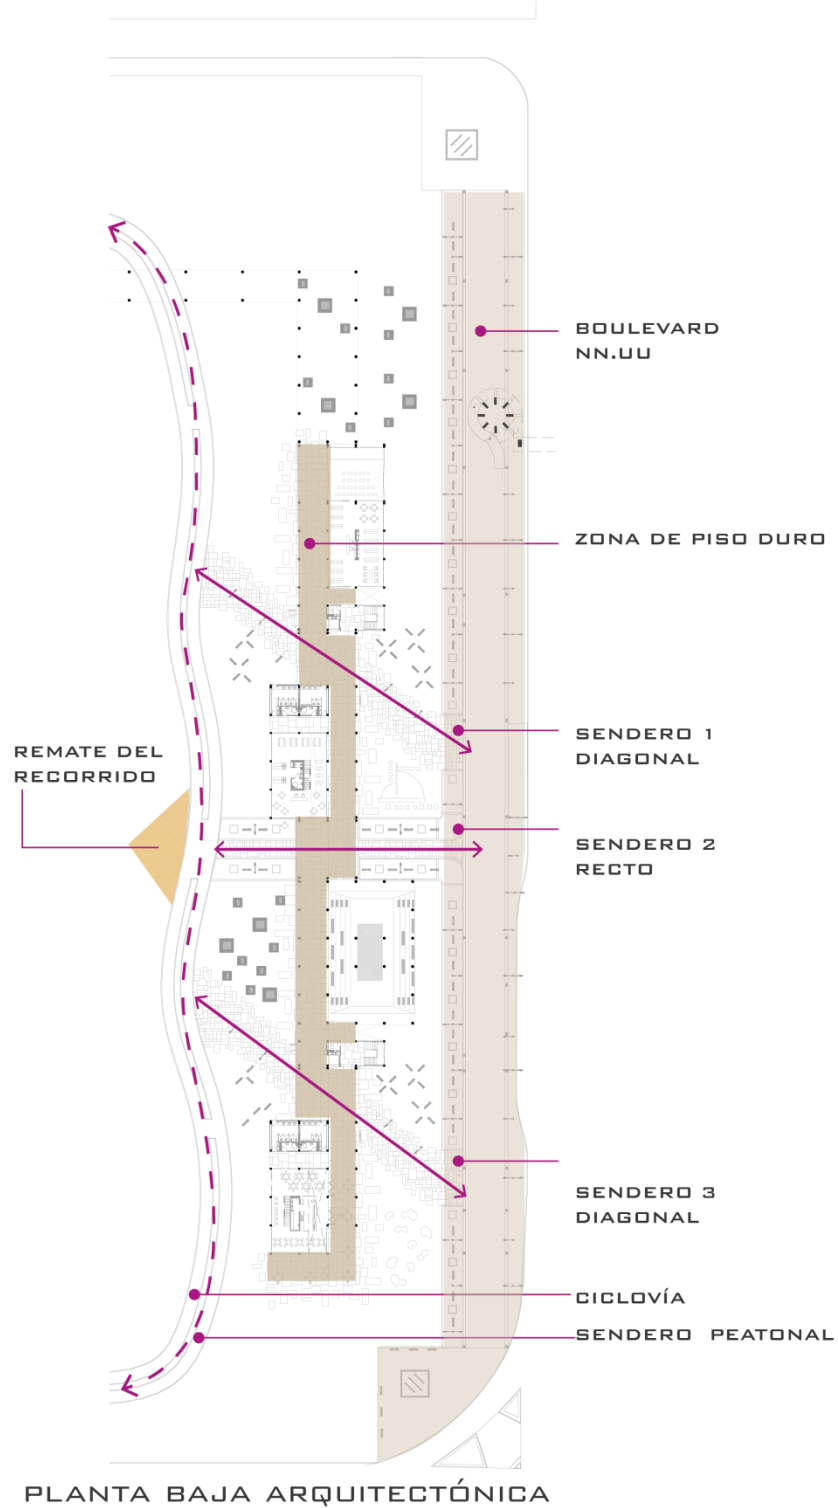 BOULEVARD
NN.UU
ZONA DE PISO DURO
SENDERO 1
DIAGONAL
REMATE DEL
RECORRIDO
SENDERO 2
RECTO
SENDERO 3
DIAGONAL
CICLOVÍA
SENDERO PEATONAL
PLANTA BAJA ARQUITECTÓNICA